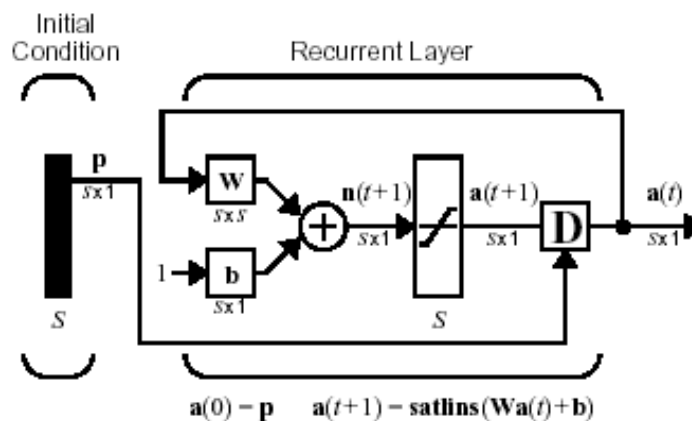 Initial
Condition
Recurrent Layer
p
S x 1
W
S x S
n(t+1)
S x 1
a(t+1)
S x 1
D
a(t)
S x 1
1
b
S x 1
S
S
a(0) – p
a(t+1) – satlins(Wa(t)+b)